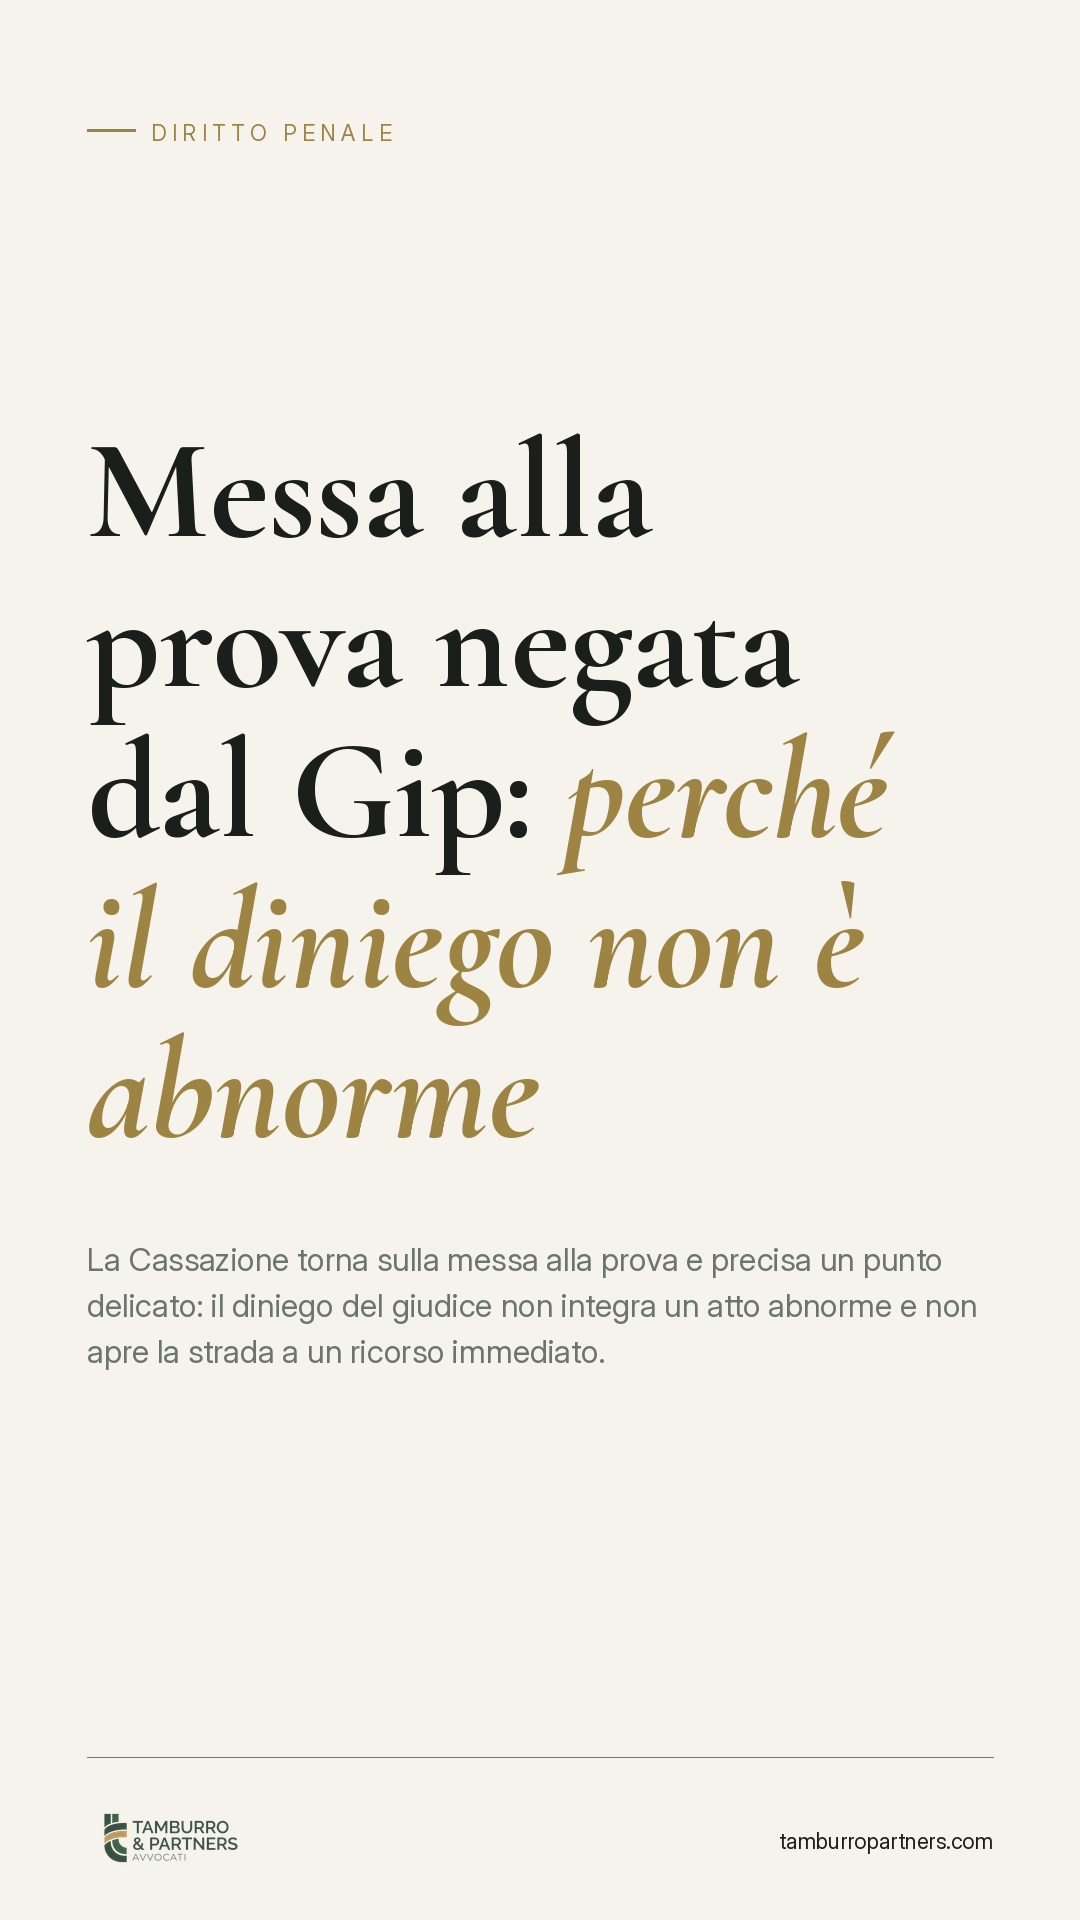 DIRITTO PENALE
Messa alla
prova negata
dal Gip: perché
il diniego non è
abnorme
La Cassazione torna sulla messa alla prova e precisa un punto
delicato: il diniego del giudice non integra un atto abnorme e non
apre la strada a un ricorso immediato.
TAMBURRO
& PARTNERS
AVVOCATI
tamburropartners.com